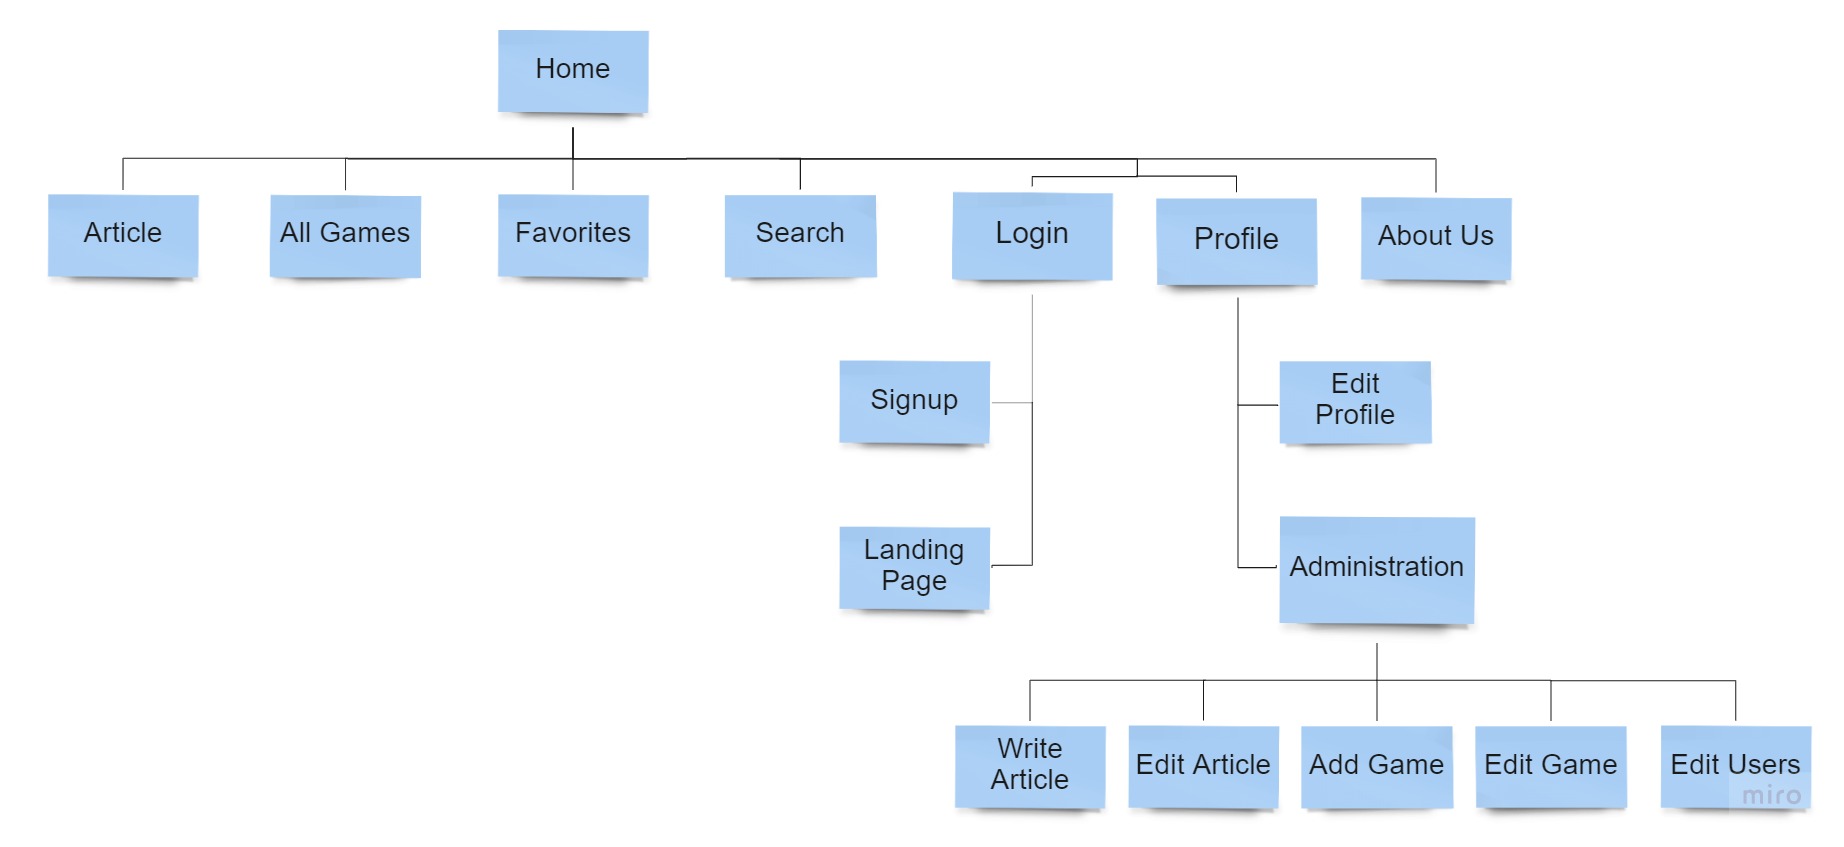 Home
Article
All Games
Favorites
Search
Login
Profile
About Us
Signup
Edit
Profile
Landing
Page
Administration
Write
Article
Edit Article
Add Game
Edit Game
Edit Users
miro